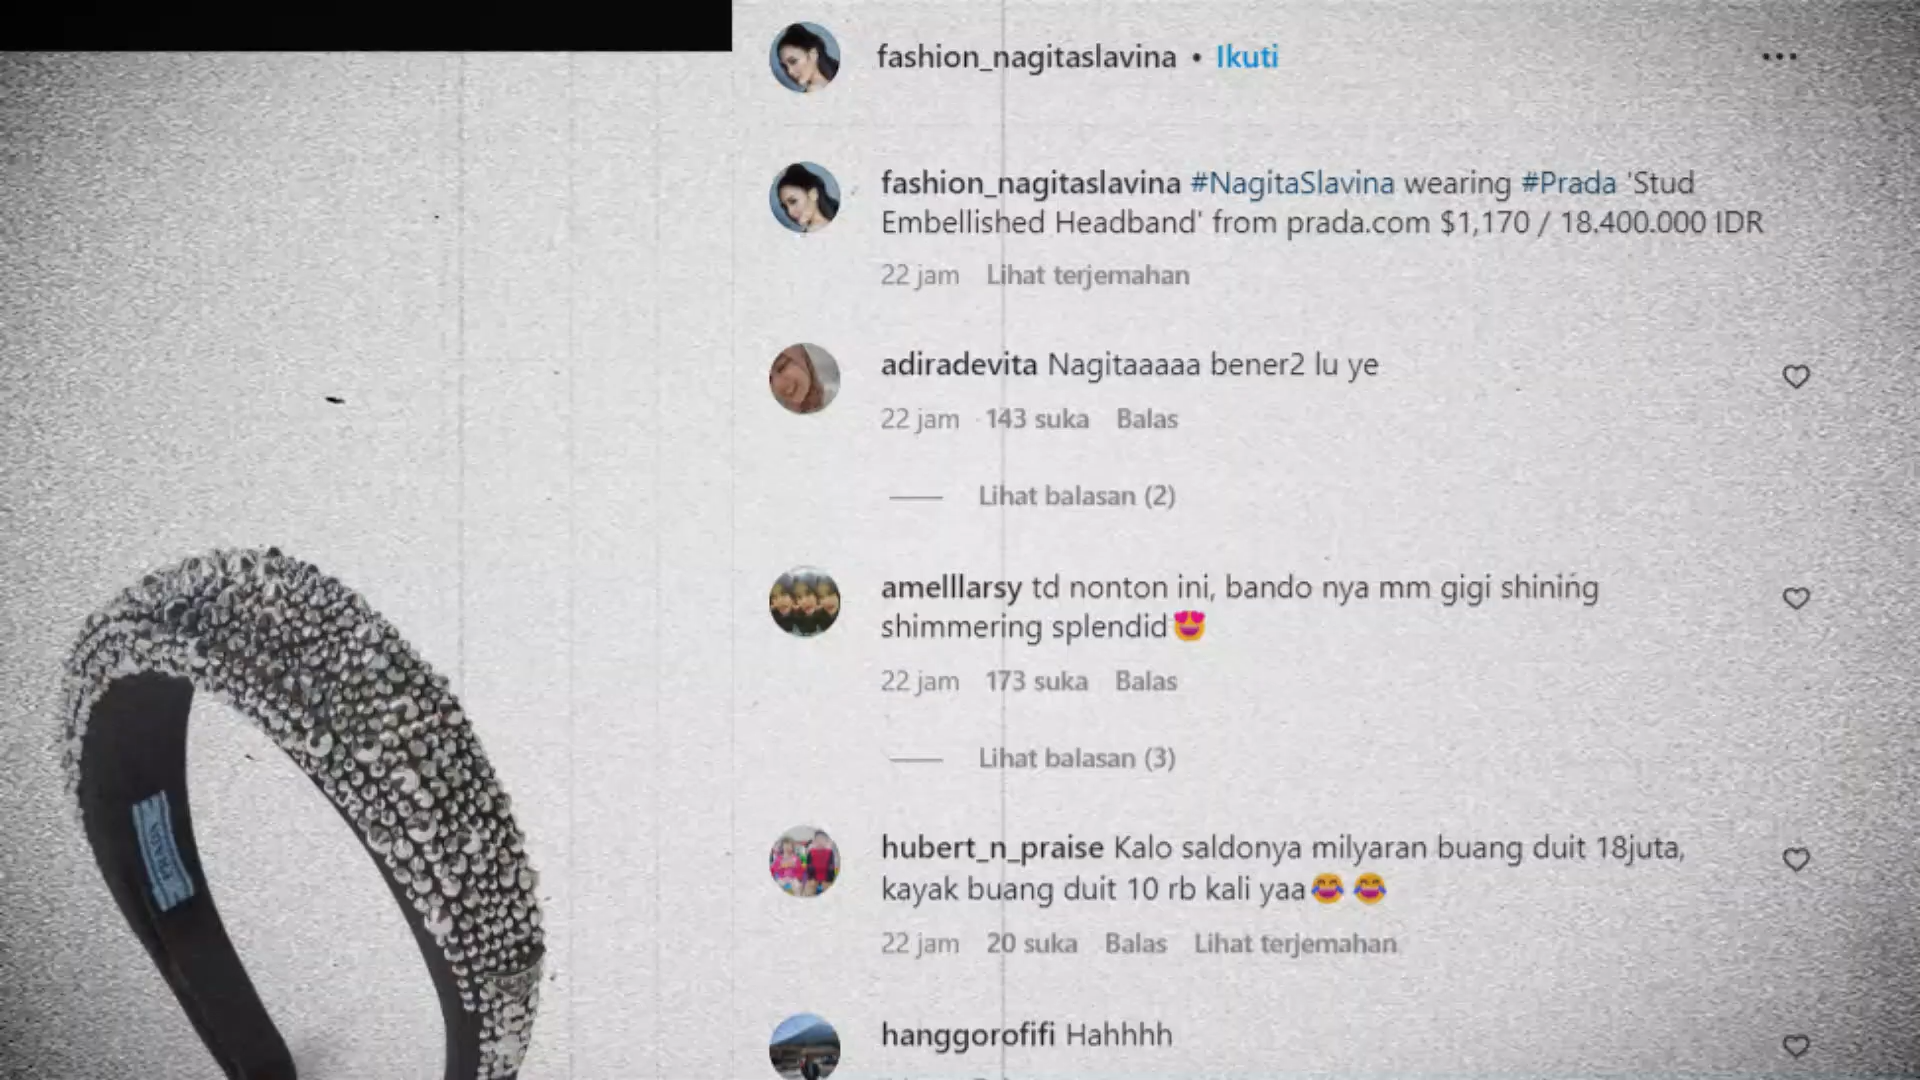 fashion_nagitaslavina • Ikuti
fashion_nagitaslavina #NagitaSlavina wearing #Prada 'Stud
Embellished Headband' from prada.com $1,170 / 18.400.000 IDR
22 jam Lihat terjemahan
adiradevita Nagitaaaaa bener2 lu ye
22 jam 143 suka Balas
Lihat balasan (2)
amelllarsy td nonton ini, bando nya mm gigi shining
shimmering splendid😍
22 jam 173 suka Balas
Lihat balasan (3)
hubert_n_praise Kalo saldonya milyaran buang duit 18juta,
kayak buang duit 10 rb kali yaa😂 😂
22 jam 20 suka Balas Lihat terjemahan
hanggorofifi Hahhhh
PRADA